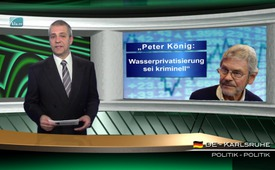 „Peter König:
Wasserprivatisierung
sei kriminell“
DE - KARLSRUHE
POLITIK - POLITIK